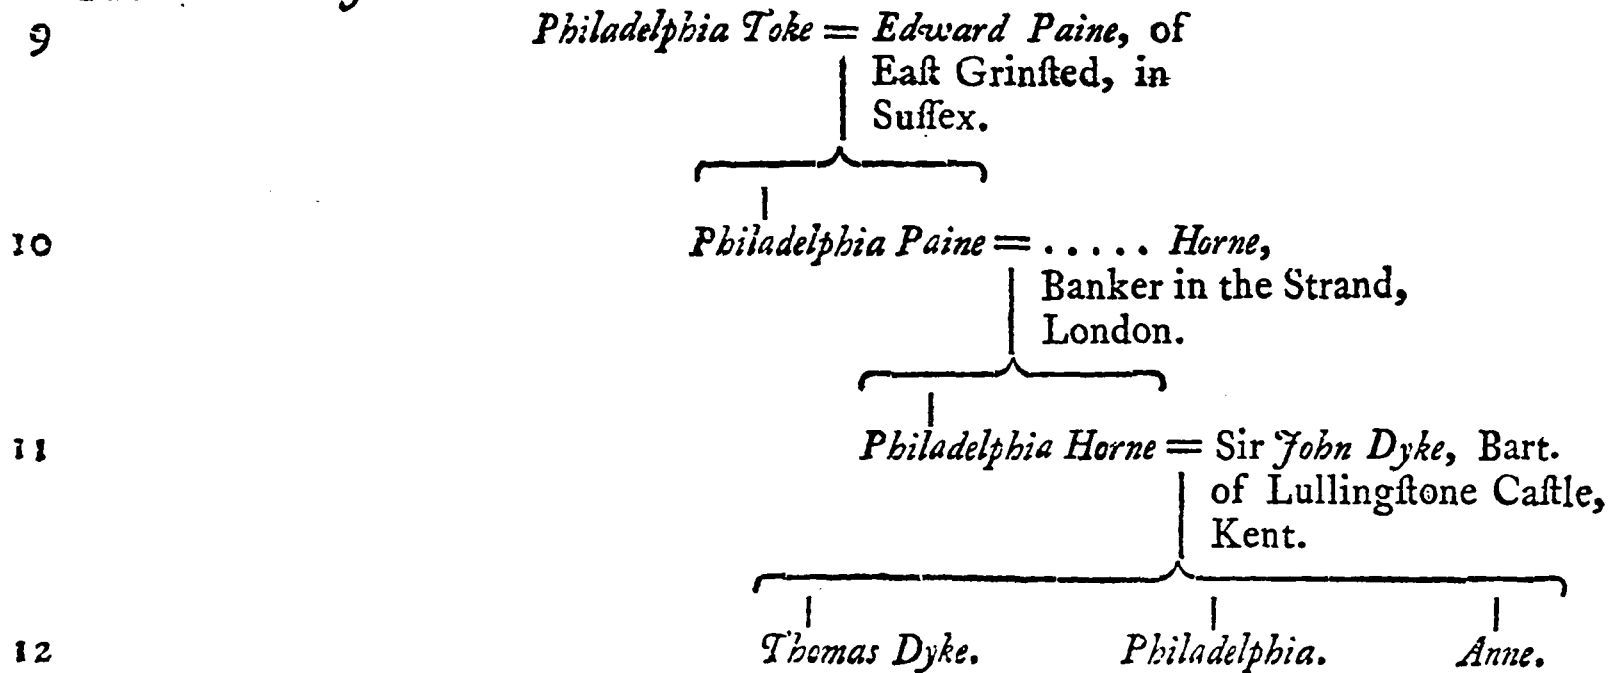 9 Philadelphia Toke = Edward Paine, of
Eaſt Grinſted, in
Suſſex.
10 Philadelphia Paine = ..... Horne,
Banker in the Strand,
London.
11 Philadelphia Horne = Sir John Dyke, Bart.
of Lullingſtone Caſtle,
Kent.
12 Thomas Dyke. Philadelphia. Anne.